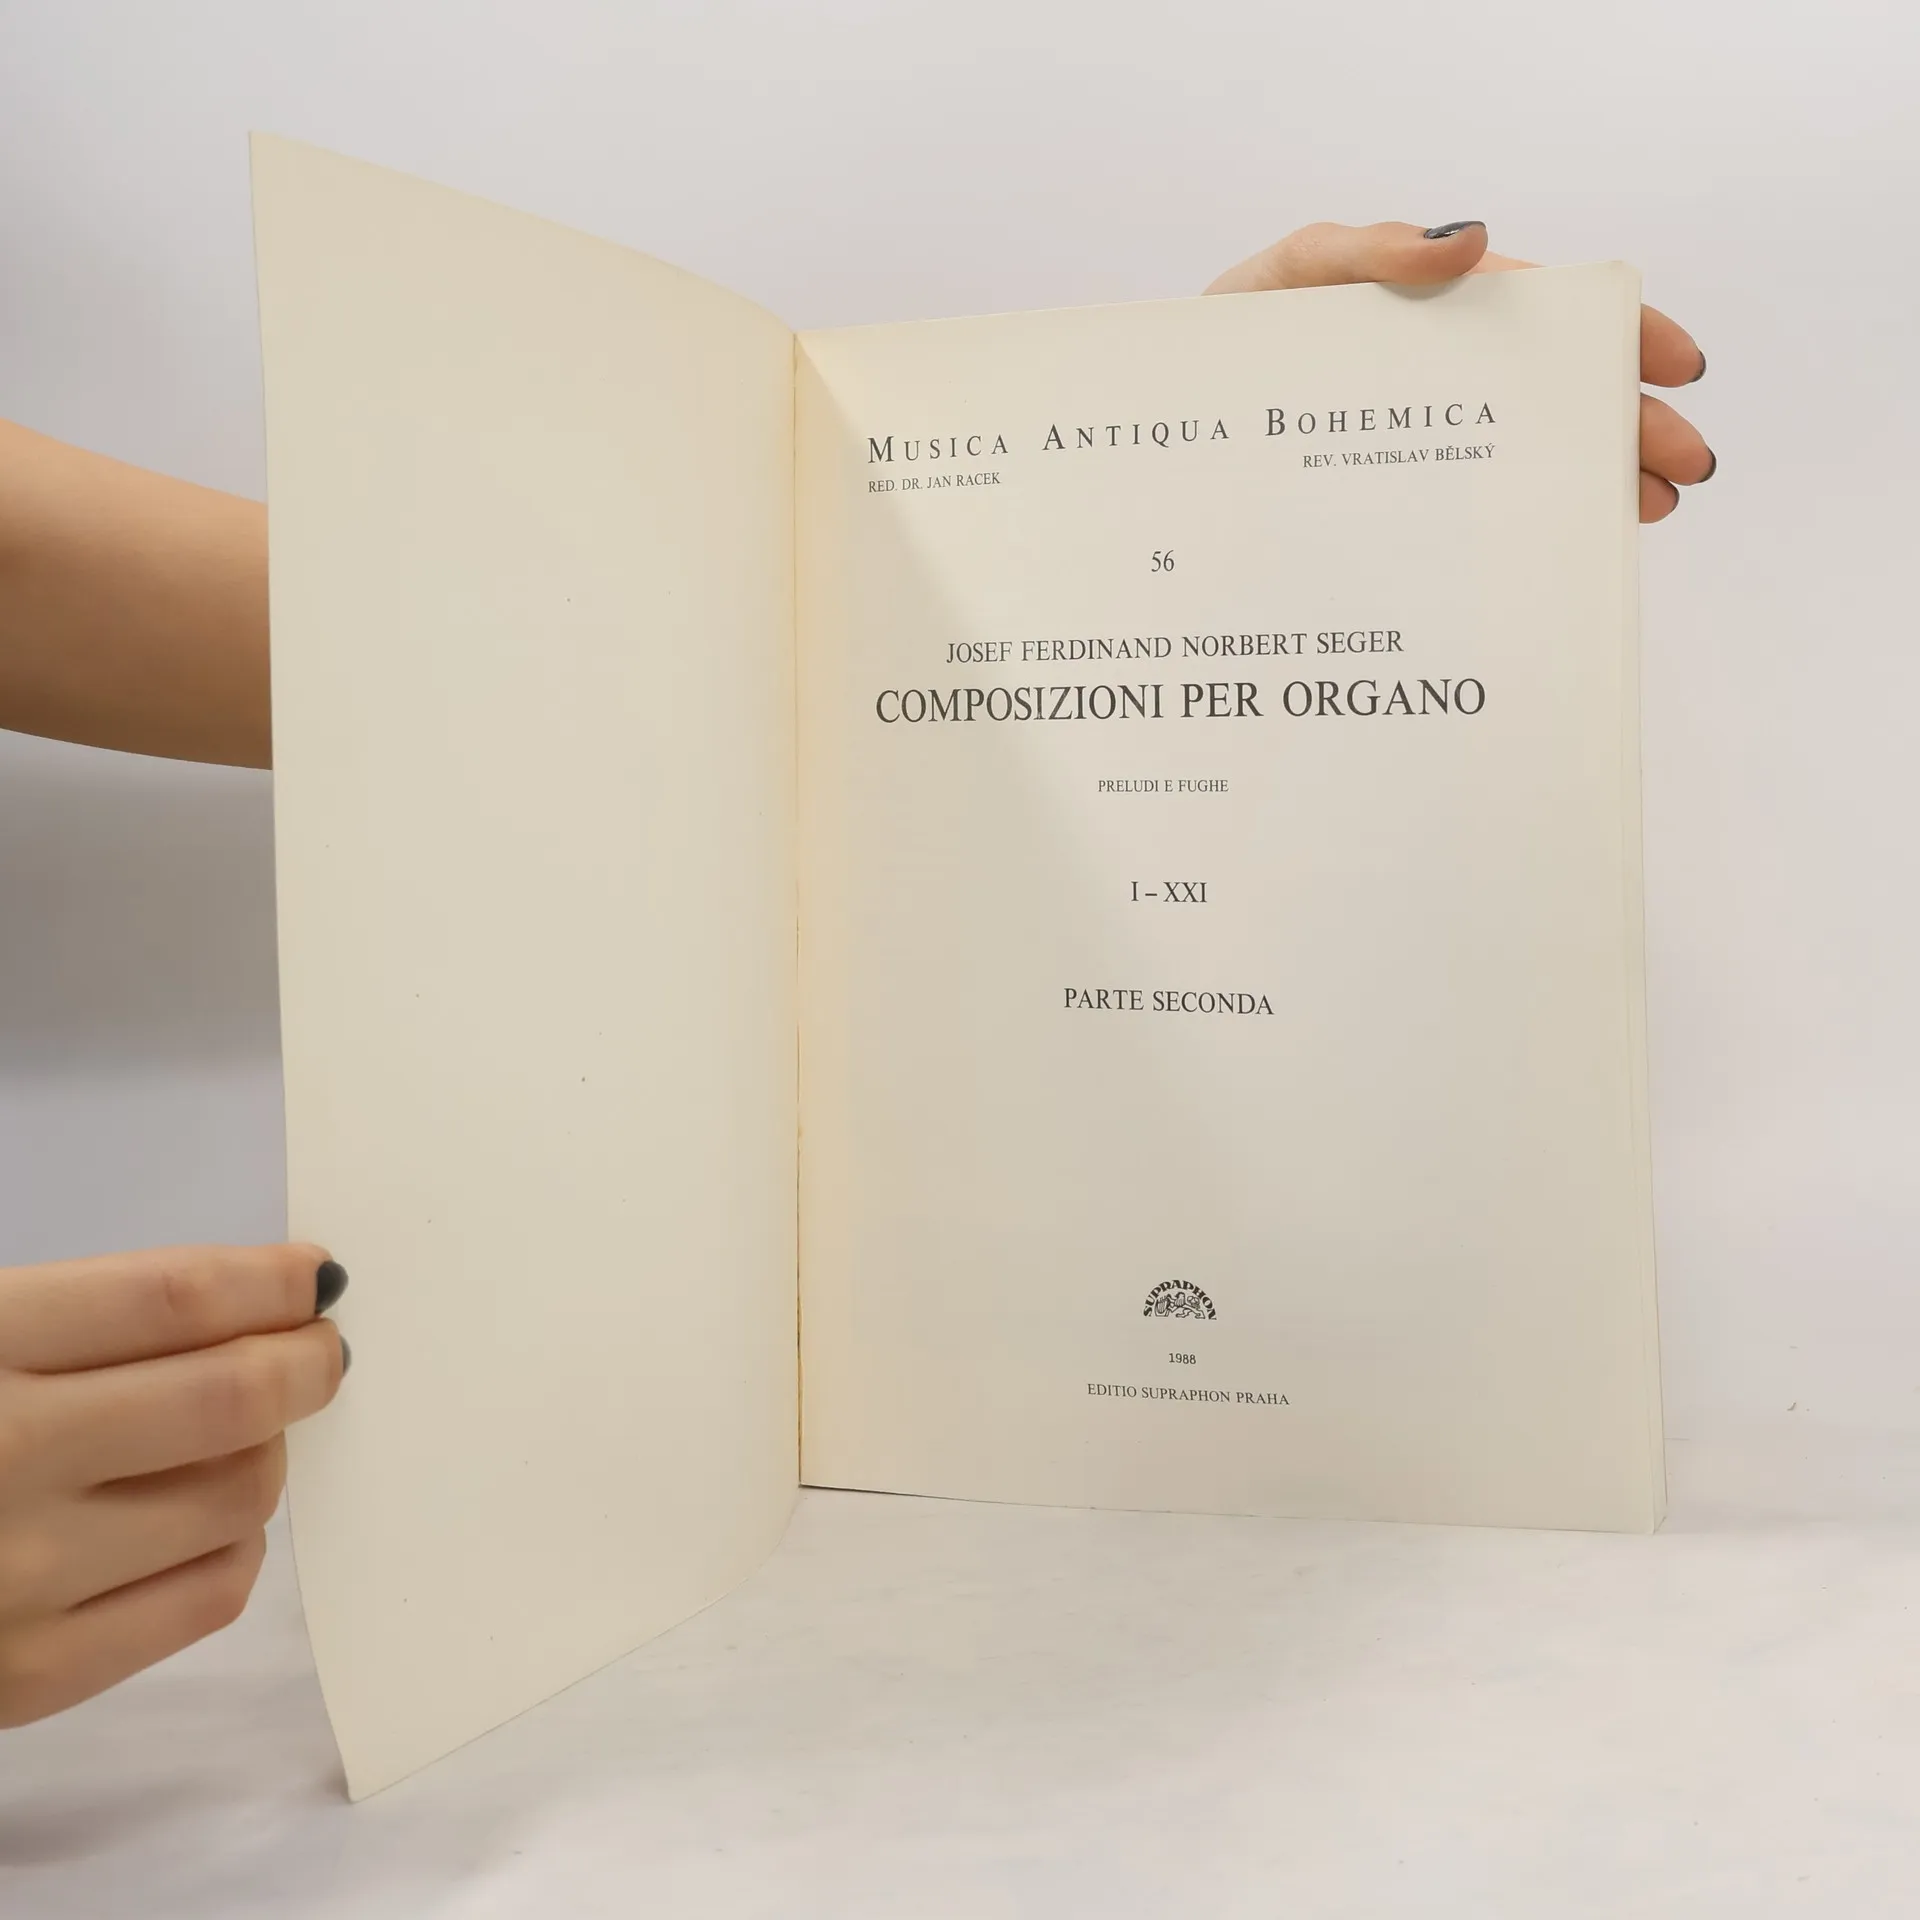 MUSICA ANTIQUA BOHEMICA
RED. DR. JAN RACEK REV. VRATISLAV BĚLSKÝ
56
JOSEF FERDINAND NORBERT SEGER
COMPOSIZIONI PER ORGANO
PRELUDI E FUGHE
I – XXI
PARTE SECONDA
SUPRAPHON
1988
EDITIO SUPRAPHON PRAHA